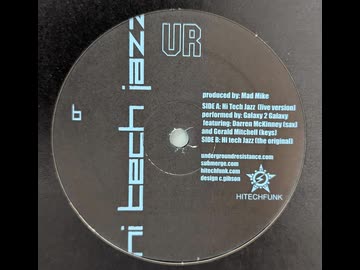 UR
hi tech jazz
produced by: Mad Mike
SIDE A: Hi Tech Jazz (live version)
performed by: Galaxy 2 Galaxy
featuring: Darren McKinney (sax)
and Gerald Mitchell (keys)
SIDE B: Hi tech Jazz (the original)
undergroundresistance.com
submerge.com
hitechfunk.com
design c.gibson
HITECHFUNK